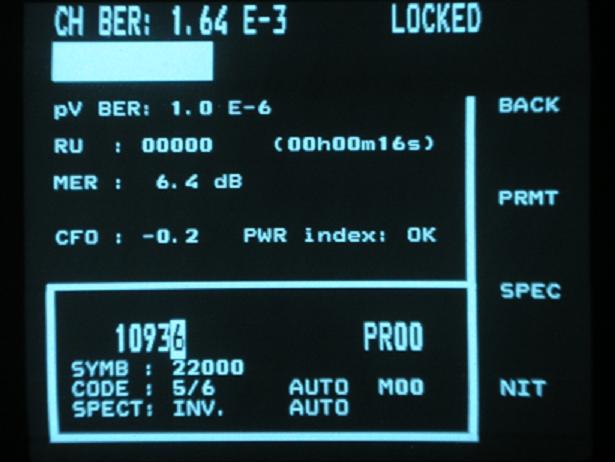 CH BER: 1.64 E-3 LOCKED
pV BER: 1.0 E-6 BACK
RU : 00000 (00h00m16s)
MER : 6.4 dB PRMT
CFO : -0.2 PWR index: OK
SPEC
10936 PR00
SYMB : 22000
CODE : 5/6 AUTO M00 NIT
SPECT: INV. AUTO